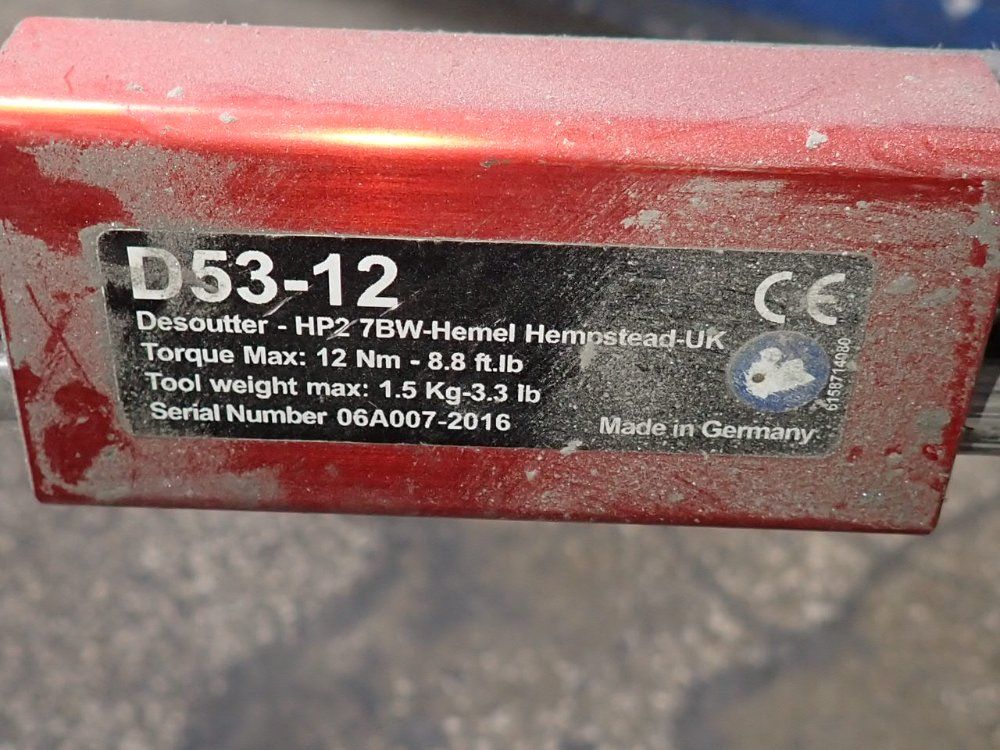 D53-12
CE
Desoutter - HP2 7BW-Hemel Hempstead-UK
Torque Max: 12 Nm - 8.8 ft.lb
Tool weight max: 1.5 Kg-3.3 lb
Serial Number 06A007-2016
Made in Germany
6158714080